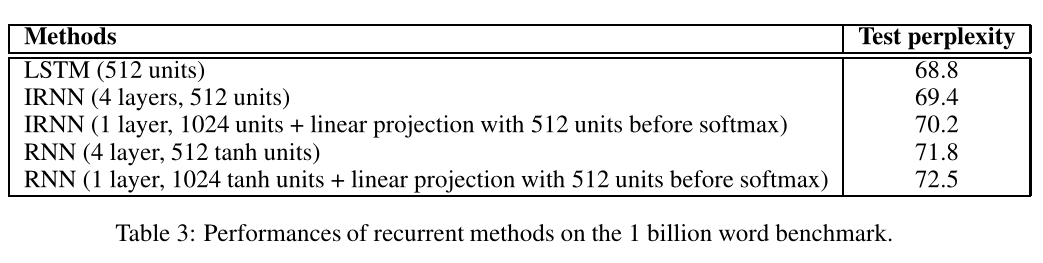 Methods Test perplexity
LSTM (512 units) 68.8
IRNN (4 layers, 512 units) 69.4
IRNN (1 layer, 1024 units + linear projection with 512 units before softmax) 70.2
RNN (4 layer, 512 tanh units) 71.8
RNN (1 layer, 1024 tanh units + linear projection with 512 units before softmax) 72.5
Table 3: Performances of recurrent methods on the 1 billion word benchmark.